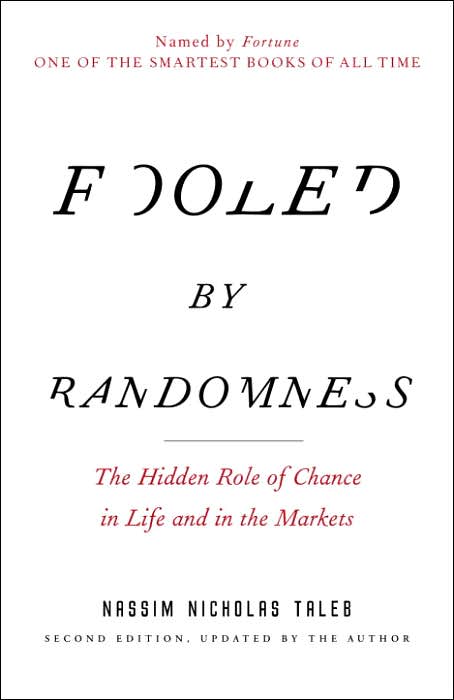 Named by Fortune
ONE OF THE SMARTEST BOOKS OF ALL TIME
FOOLED
BY
RANDOMNESS
The Hidden Role of Chance
in Life and in the Markets
NASSIM NICHOLAS TALEB
SECOND EDITION, UPDATED BY THE AUTHOR